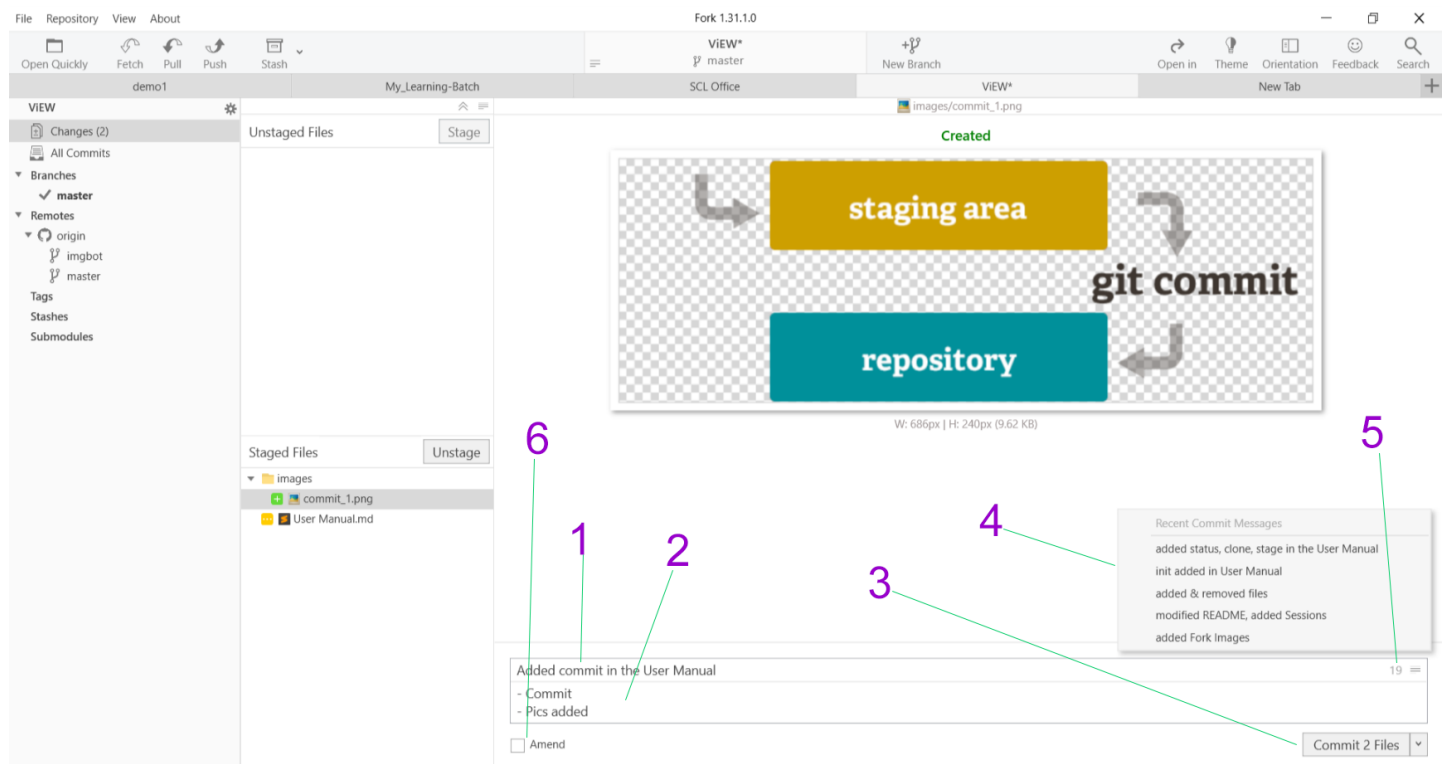 File Repository View About Fork 1.31.1.0
Open Quickly Fetch Pull Push Stash
ViEW*
master
New Branch Open in Theme Orientation Feedback Search
demo1 My_Learning-Batch SCL Office ViEW* New Tab
ViEW
Changes (2)
All Commits
Branches
master
Remotes
origin
imgbot
master
Tags
Stashes
Submodules
Unstaged Files Stage
Staged Files Unstage
images
commit_1.png
User Manual.md
images/commit_1.png
Created
staging area
git commit
repository
W: 686px | H: 240px (9.62 KB)
6
5
1
2
4
3
Recent Commit Messages
added status, clone, stage in the User Manual
init added in User Manual
added & removed files
modified README, added Sessions
added Fork Images
Added commit in the User Manual 19
- Commit
- Pics added
Amend Commit 2 Files